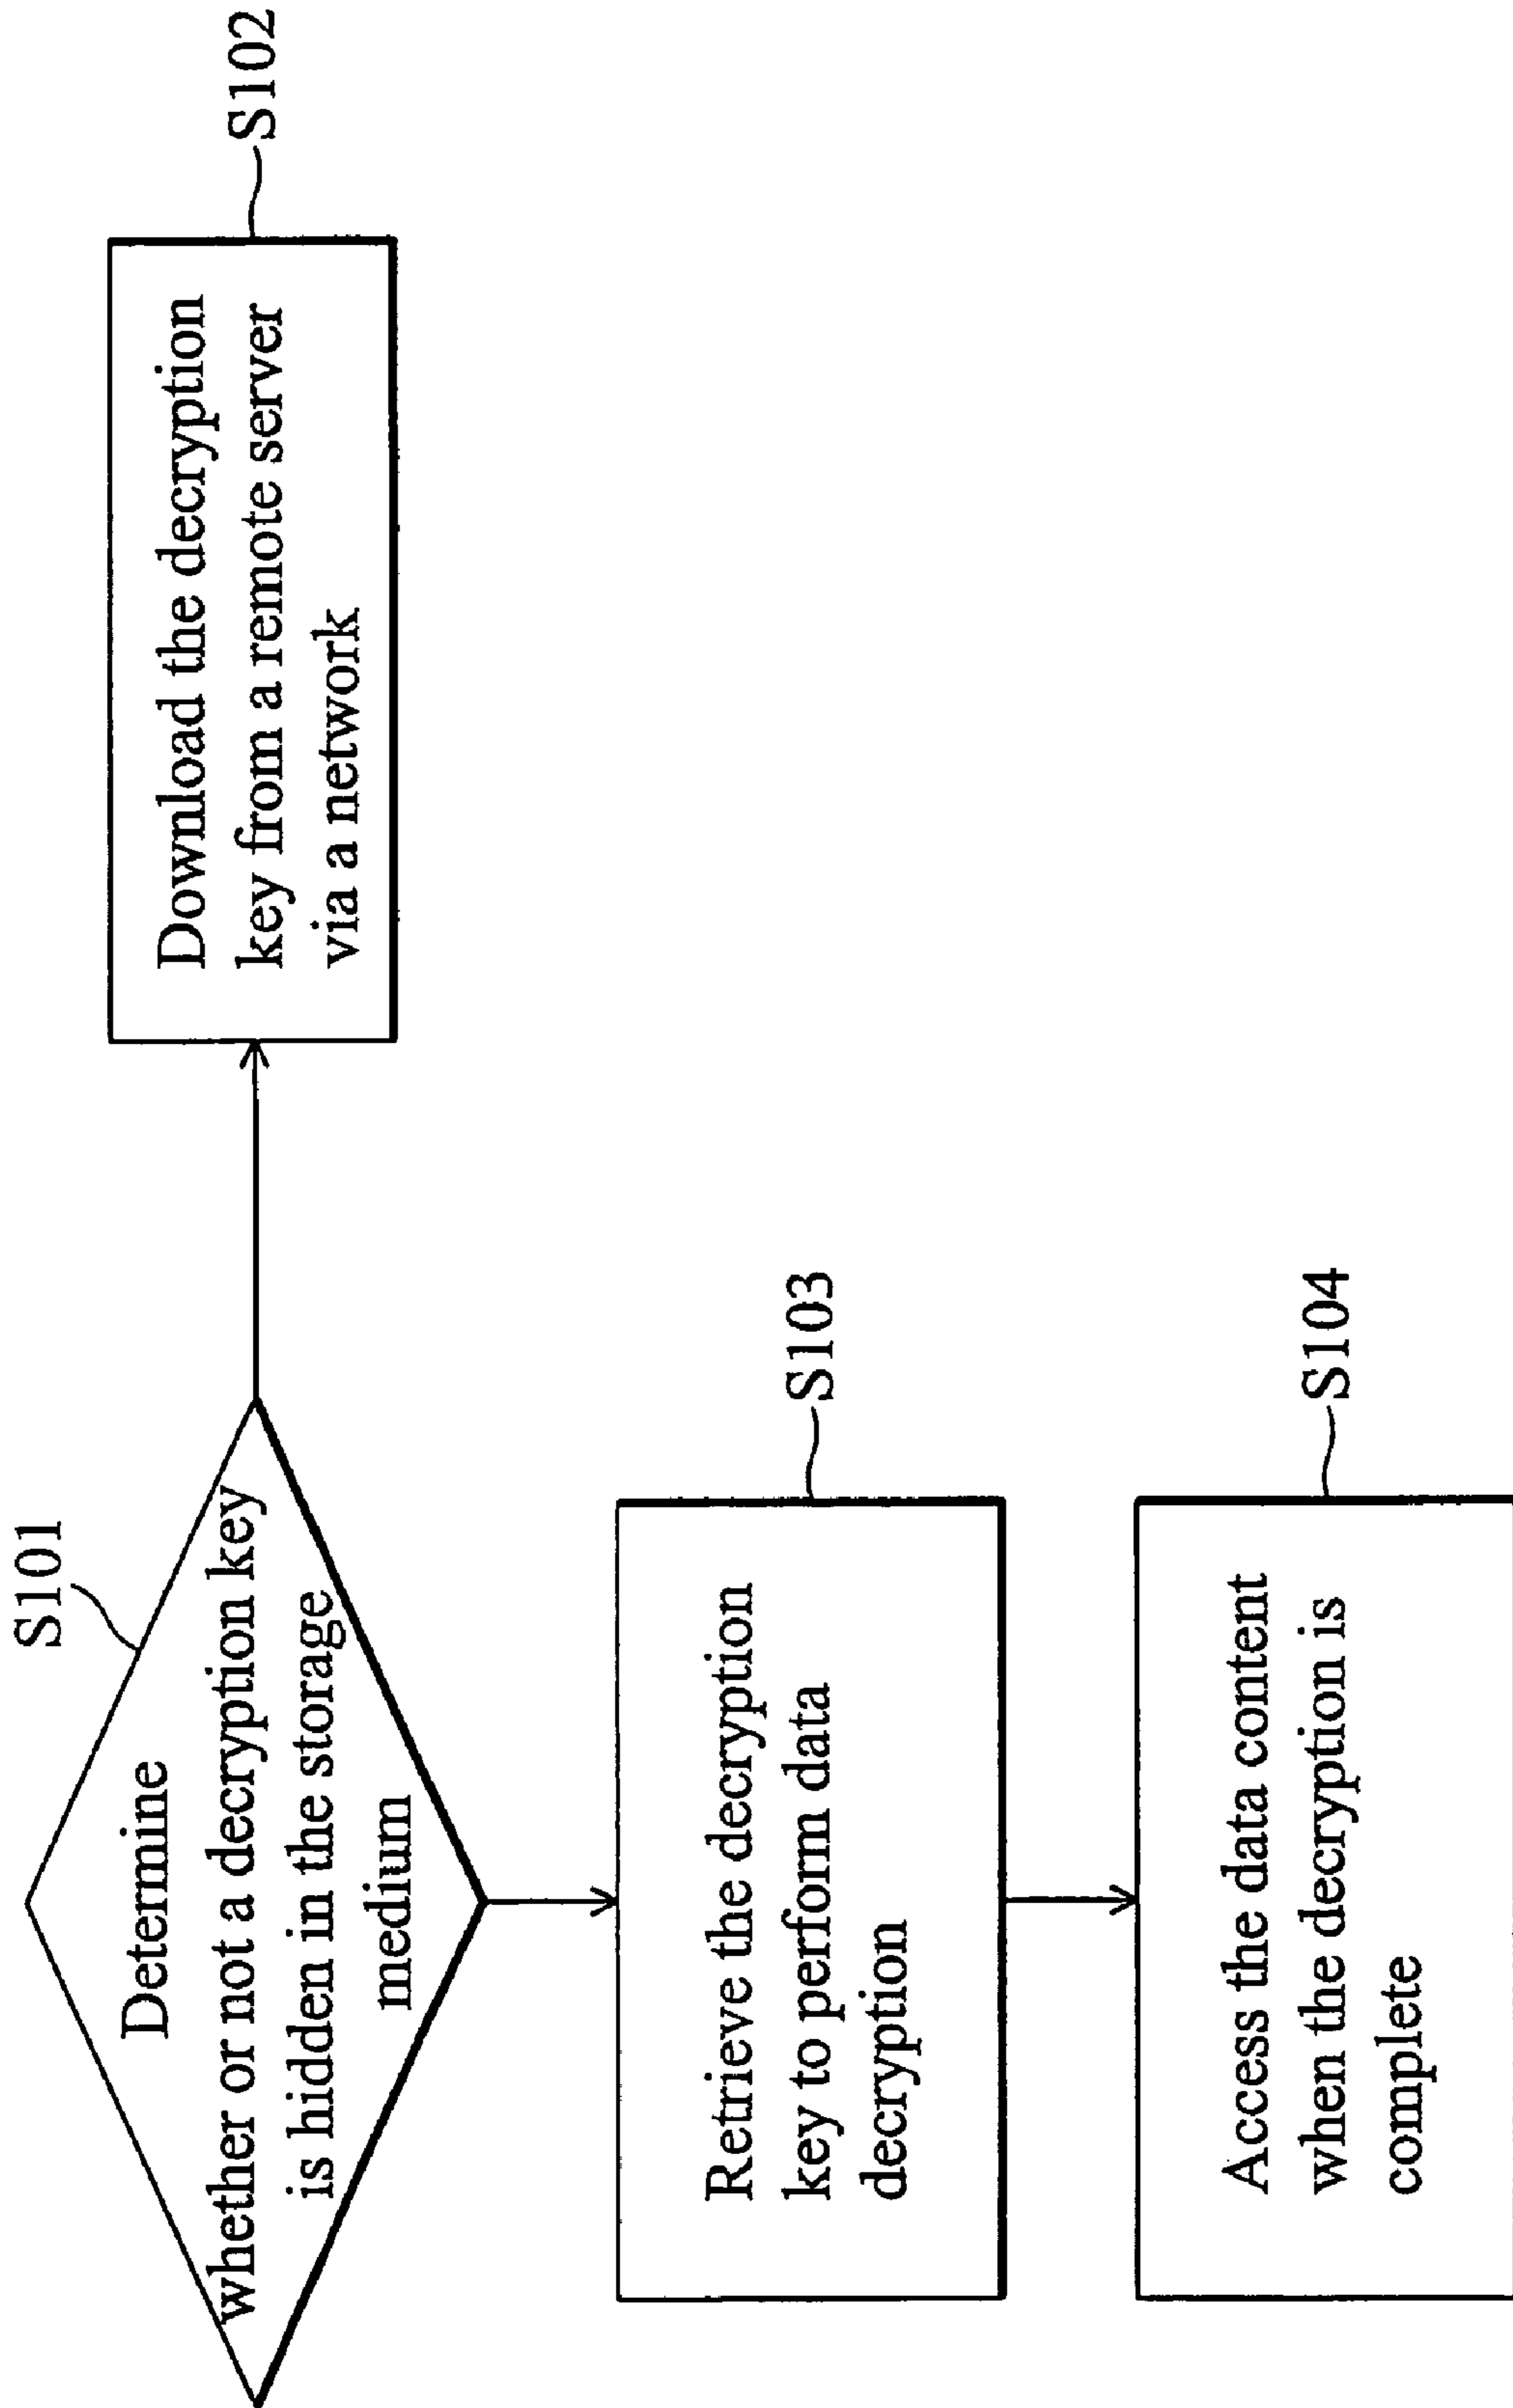 S101
Determine
whether or not a decryption key
is hidden in the storage
medium
Download the decryption
key from a remote server
via a network
S102
Retrieve the decryption
key to perform data
decryption
S103
Access the data content
when the decryption is
complete
S104